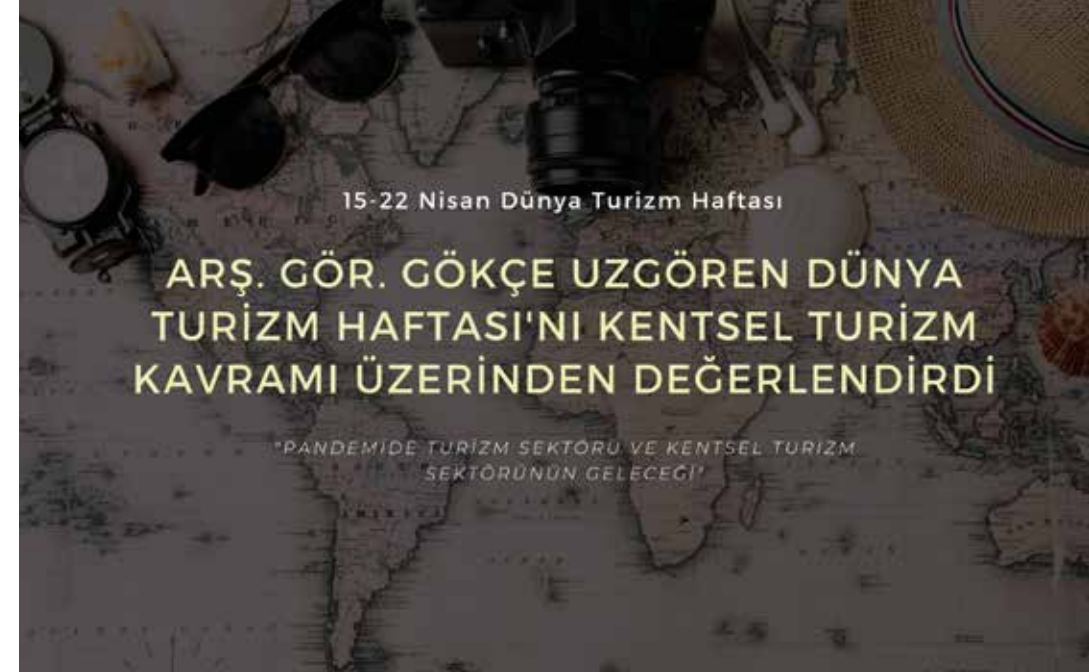 15-22 Nisan Dünya Turizm Haftası
ARŞ. GÖR. GÖKÇE UZGÖREN DÜNYA
TURİZM HAFTASI'NI KENTSEL TURİZM
KAVRAMI ÜZERİNDEN DEĞERLENDİRDİ
"PANDEMİDE TURİZM SEKTÖRÜ VE KENTSEL TURİZM
SEKTÖRÜNÜN GELECEĞİ"